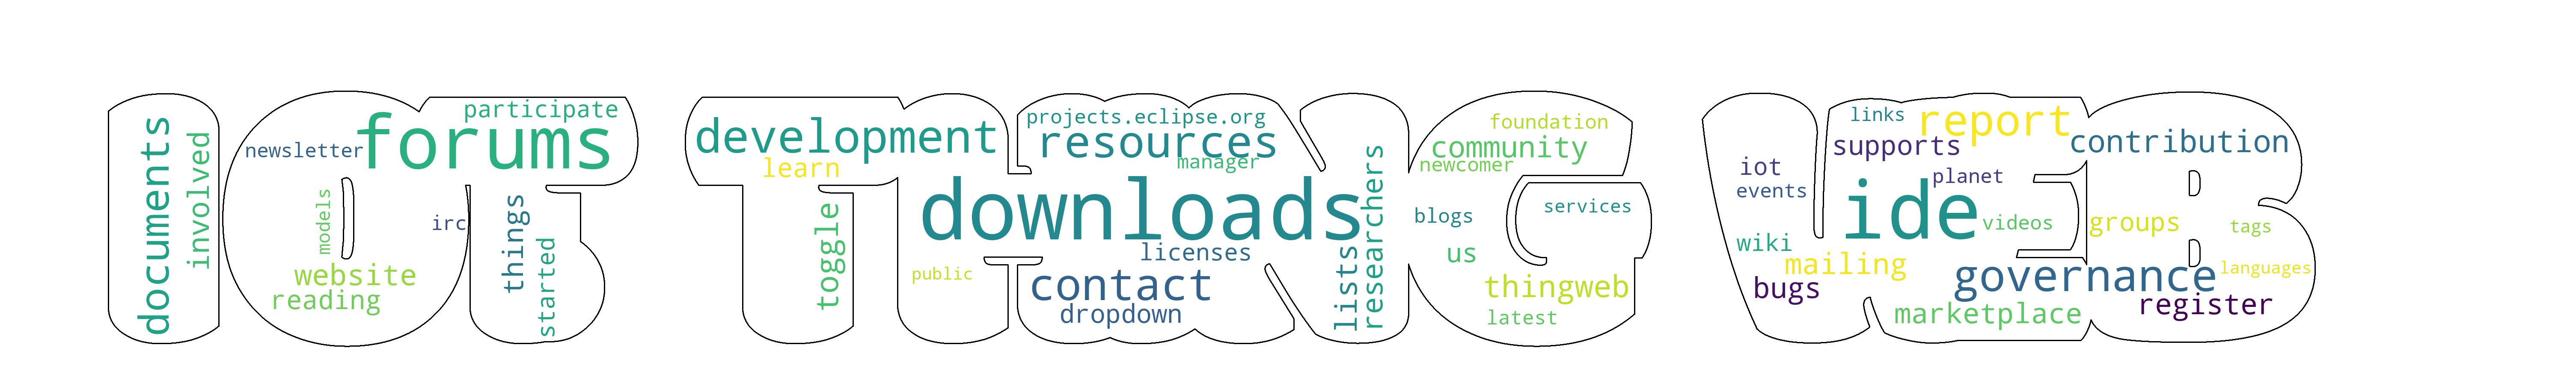 documents
involved
newsletter
forums
participate
models
irc
things
started
website
reading
development
learn
toggle
public
projects.eclipse.org
resources
manager
downloads
licenses
contact
dropdown
lists
researchers
foundation
community
newcomer
blogs
services
us
thingweb
latest
links
report
supports
contribution
iot
events
planet
ide
videos
groups
tags
wiki
mailing
bugs
governance
languages
register
marketplace